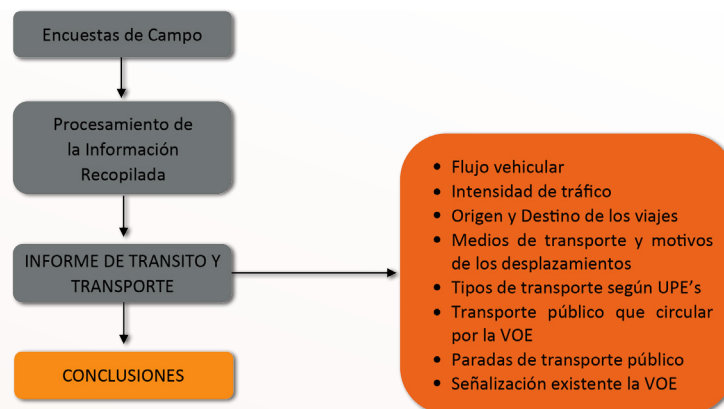 Encuestas de Campo
Procesamiento de
la Información
Recopilada
INFORME DE TRANSITO Y
TRANSPORTE
CONCLUSIONES
• Flujo vehicular
• Intensidad de tráfico
• Origen y Destino de los viajes
• Medios de transporte y motivos
de los desplazamientos
• Tipos de transporte según UPE's
• Transporte público que circular
por la VOE
• Paradas de transporte público
• Señalización existente la VOE